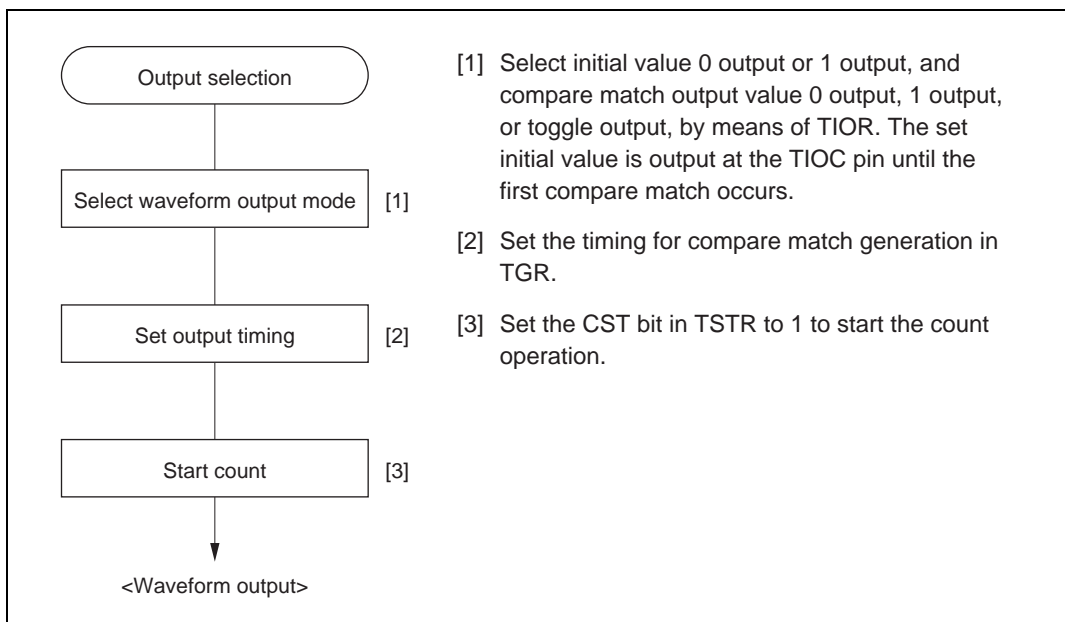 Output selection
Select waveform output mode [1]
Set output timing [2]
Start count [3]
<Waveform output>
[1] Select initial value 0 output or 1 output, and
compare match output value 0 output, 1 output,
or toggle output, by means of TIOR. The set
initial value is output at the TIOC pin until the
first compare match occurs.
[2] Set the timing for compare match generation in
TGR.
[3] Set the CST bit in TSTR to 1 to start the count
operation.